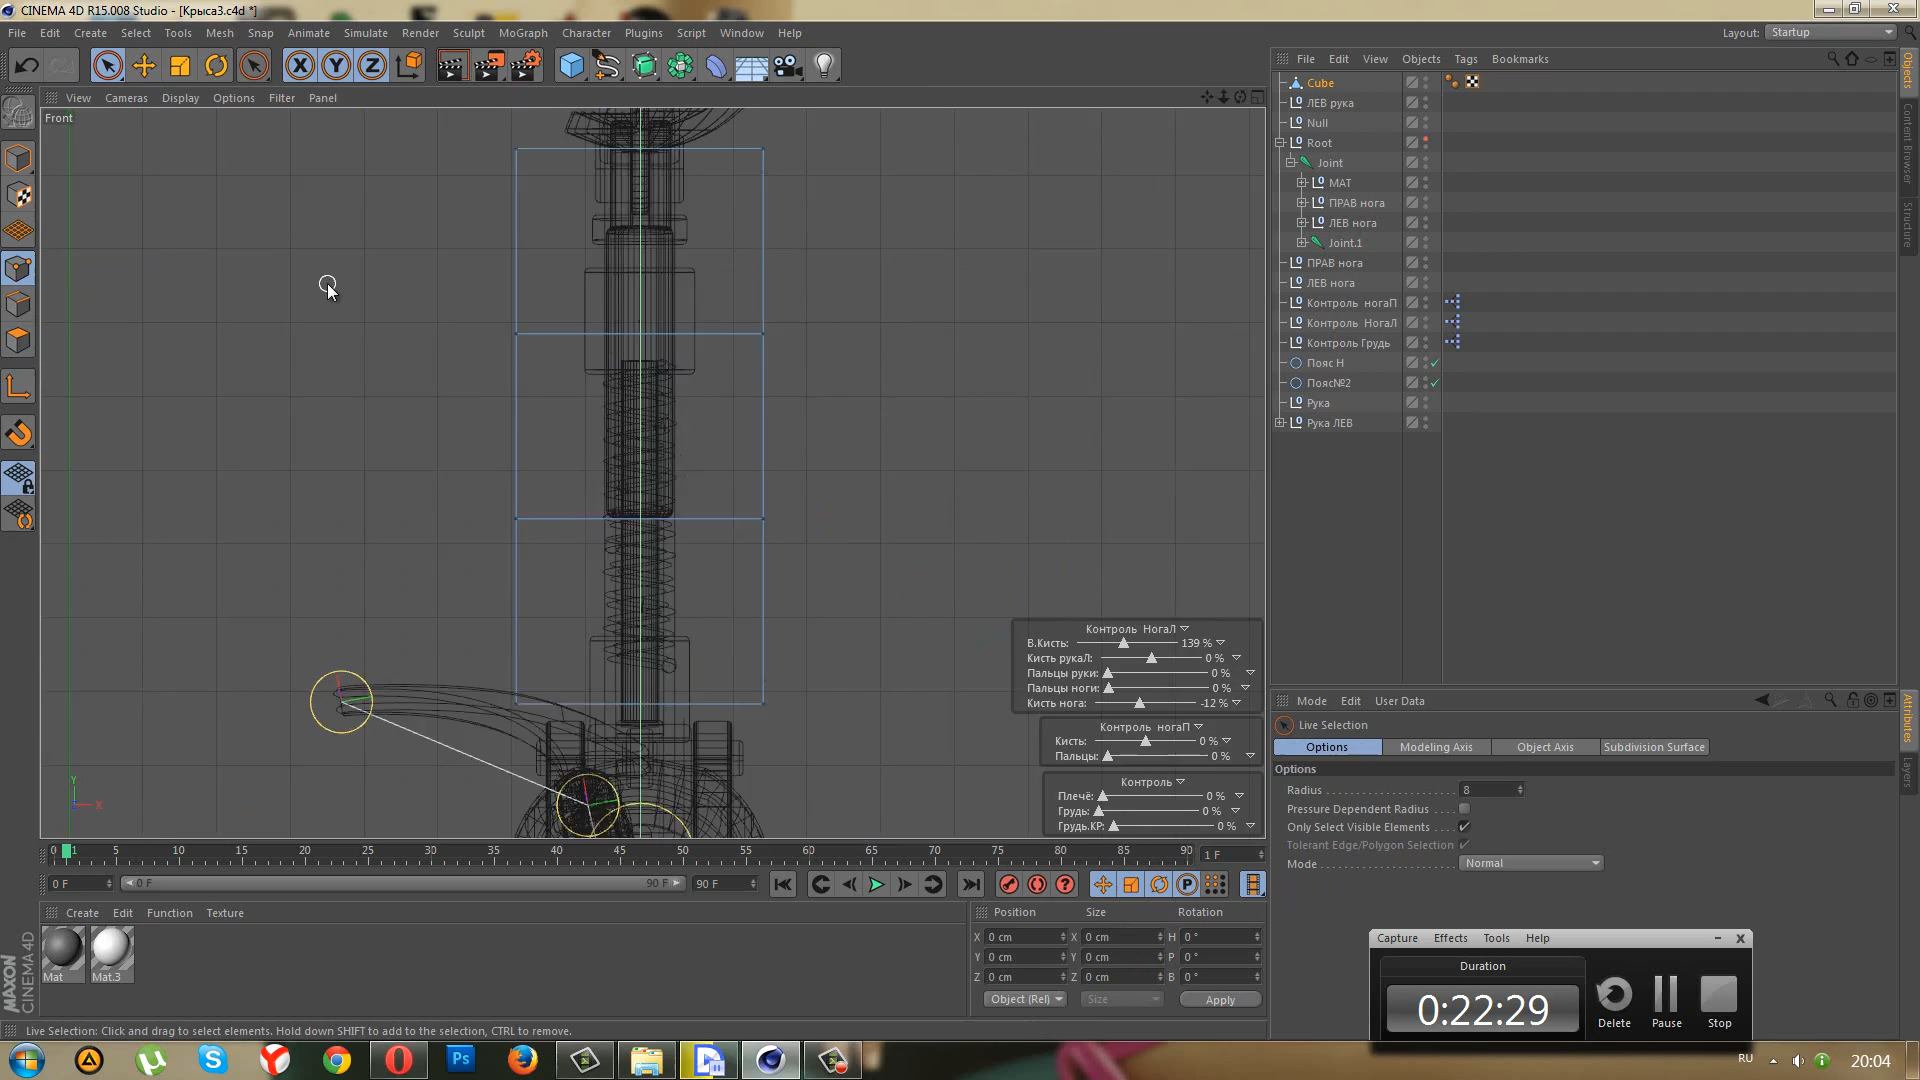 CINEMA 4D R15.008 Studio - [Крыса3.c4d *]
File Edit Create Select Tools Mesh Snap Animate Simulate Render Sculpt MoGraph Character Plugins Script Window Help
Layout: Startup
View Cameras Display Options Filter Panel
Front
File Edit View Objects Tags Bookmarks
Cube
ЛЕВ рука
Null
Root
Joint
МАТ
ПРАВ нога
ЛЕВ нога
Joint.1
ПРАВ нога
ЛЕВ нога
Контроль ногаП
Контроль НогаЛ
Контроль Грудь
Пояс Н
Пояс№2
Рука
Рука ЛЕВ
Objects
Content Browser
Structure
Контроль НогаЛ
В.Кисть: 139 %
Кисть рукаЛ: 0 %
Пальцы руки: 0 %
Пальцы ноги: 0 %
Кисть нога: -12 %
Контроль ногаП
Кисть: 0 %
Пальцы: 0 %
Контроль
Плечё: 0 %
Грудь: 0 %
Грудь.КР: 0 %
Y
X
Mode Edit User Data
Live Selection
Options Modeling Axis Object Axis Subdivision Surface
Options
Radius 8
Pressure Dependent Radius
Only Select Visible Elements
Tolerant Edge/Polygon Selection
Mode Normal
Attributes
Layers
0 1 5 10 15 20 25 30 35 40 45 50 55 60 65 70 75 80 85 90 1 F
0 F 0 F 90 F 90 F
Create Edit Function Texture
Mat Mat.3
MAXON
CINEMA 4D
Position Size Rotation
X 0 cm X 0 cm H 0 °
Y 0 cm Y 0 cm P 0 °
Z 0 cm Z 0 cm B 0 °
Object (Rel) Size Apply
Capture Effects Tools Help
Duration
0:22:29
Delete Pause Stop
Live Selection: Click and drag to select elements. Hold down SHIFT to add to the selection, CTRL to remove.
Ps
RU
20:04